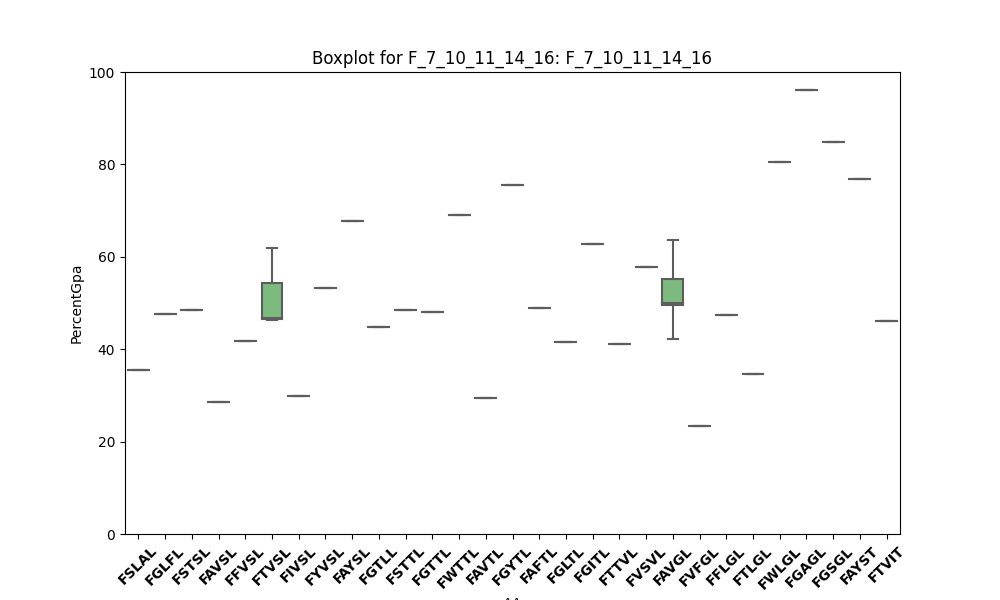 Boxplot for F_7_10_11_14_16: F_7_10_11_14_16
100
80
60
40
20
0
PercentGpa
FSLAL
FGLFL
FSTSL
FAVSL
FFVSL
FTVSL
FIVSL
FYVSL
FAYSL
FGTLL
FSTTL
FGTTL
FWTTL
FAVTL
FGYTL
FAFTL
FGLTL
FGITL
FTTVL
FVSVL
FAVGL
FVFGL
FFLGL
FTLGL
FWLGL
FGAGL
FGSGL
FAYST
FTVIT